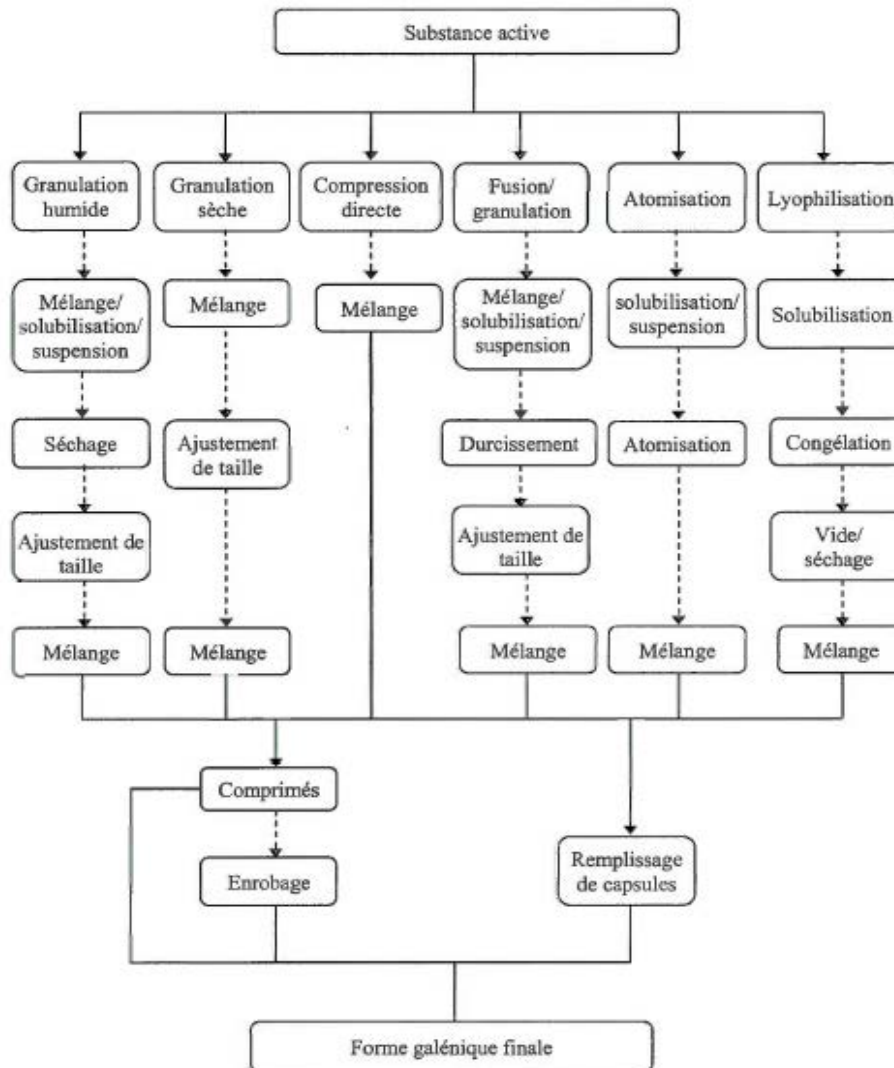 Substance active
Granulation
humide
Granulation
sèche
Compression
directe
Fusion/
granulation
Atomisation
Lyophilisation
Mélange/
solubilisation/
suspension
Mélange
Mélange
Mélange/
solubilisation/
suspension
solubilisation/
suspension
Solubilisation
Séchage
Ajustement
de taille
Durcissement
Atomisation
Congélation
Ajustement de
taille
Ajustement de
taille
Vide/
séchage
Mélange
Mélange
Mélange
Mélange
Mélange
Comprimés
Enrobage
Remplissage
de capsules
Forme galénique finale